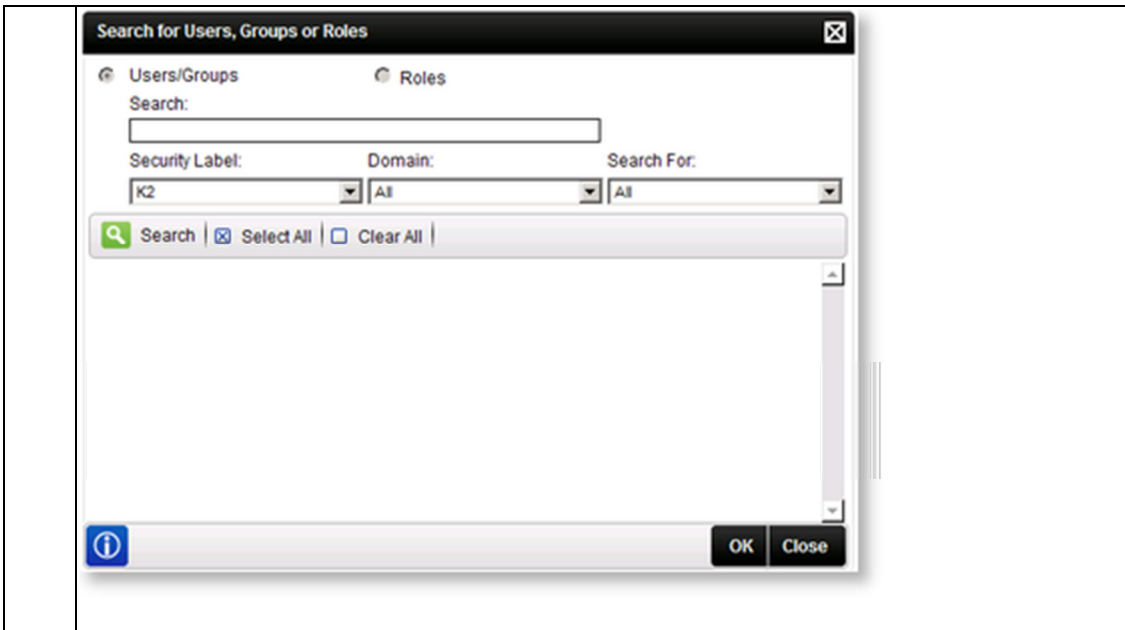 Search for Users, Groups or Roles
Users/Groups Roles
Search:
Security Label: Domain: Search For:
K2 All All
Search Select All Clear All
OK Close